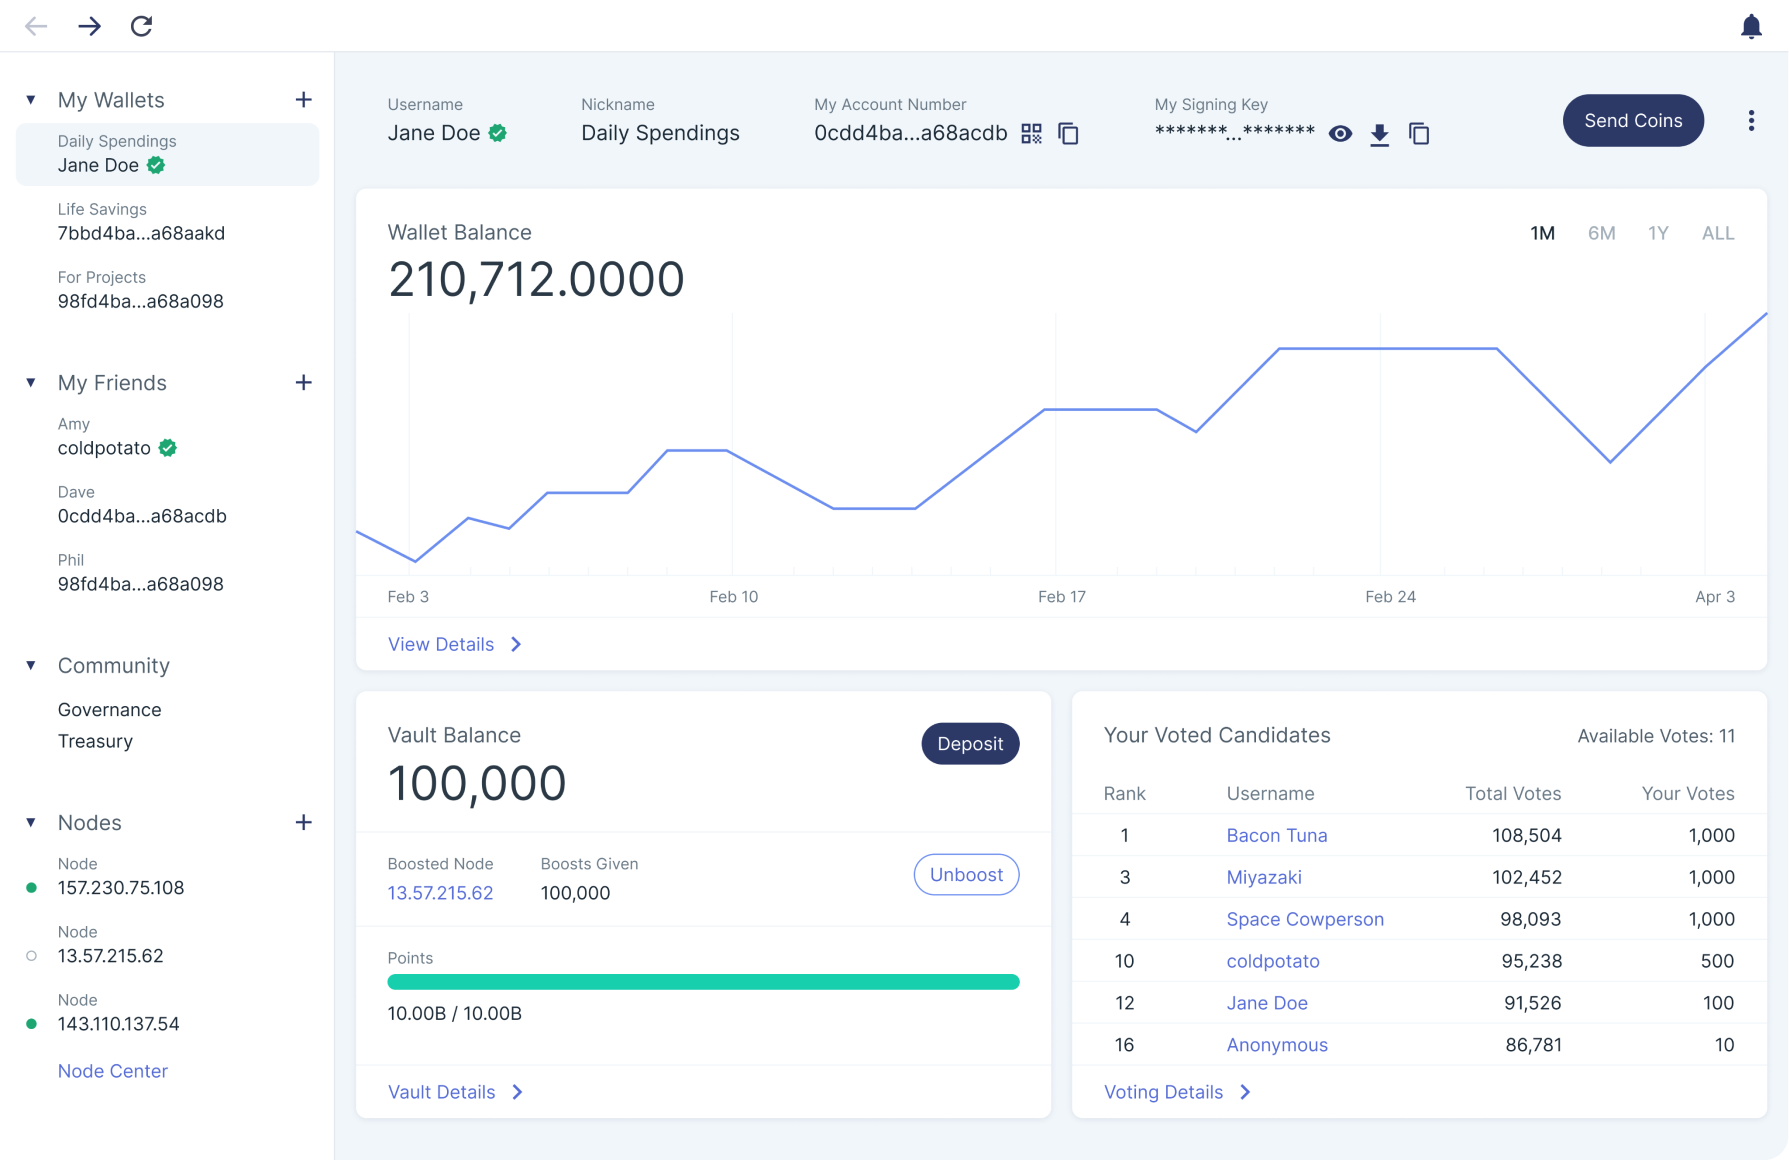 My Wallets
Daily Spendings
Jane Doe
Life Savings
7bbd4ba...a68aakd
For Projects
98fd4ba...a68a098
My Friends
Amy
coldpotato
Dave
0cdd4ba...a68acdb
Phil
98fd4ba...a68a098
Community
Governance
Treasury
Nodes
Node
157.230.75.108
Node
13.57.215.62
Node
143.110.137.54
Node Center
Username Nickname My Account Number My Signing Key
Jane Doe Daily Spendings 0cdd4ba...a68acdb *******...*******
Send Coins
Wallet Balance
210,712.0000
1M 6M 1Y ALL
Feb 3 Feb 10 Feb 17 Feb 24 Apr 3
View Details
Vault Balance
100,000
Deposit
Boosted Node Boosts Given
13.57.215.62 100,000
Unboost
Points
10.00B / 10.00B
Vault Details
Your Voted Candidates Available Votes: 11
Rank Username Total Votes Your Votes
1 Bacon Tuna 108,504 1,000
3 Miyazaki 102,452 1,000
4 Space Cowperson 98,093 1,000
10 coldpotato 95,238 500
12 Jane Doe 91,526 100
16 Anonymous 86,781 10
Voting Details